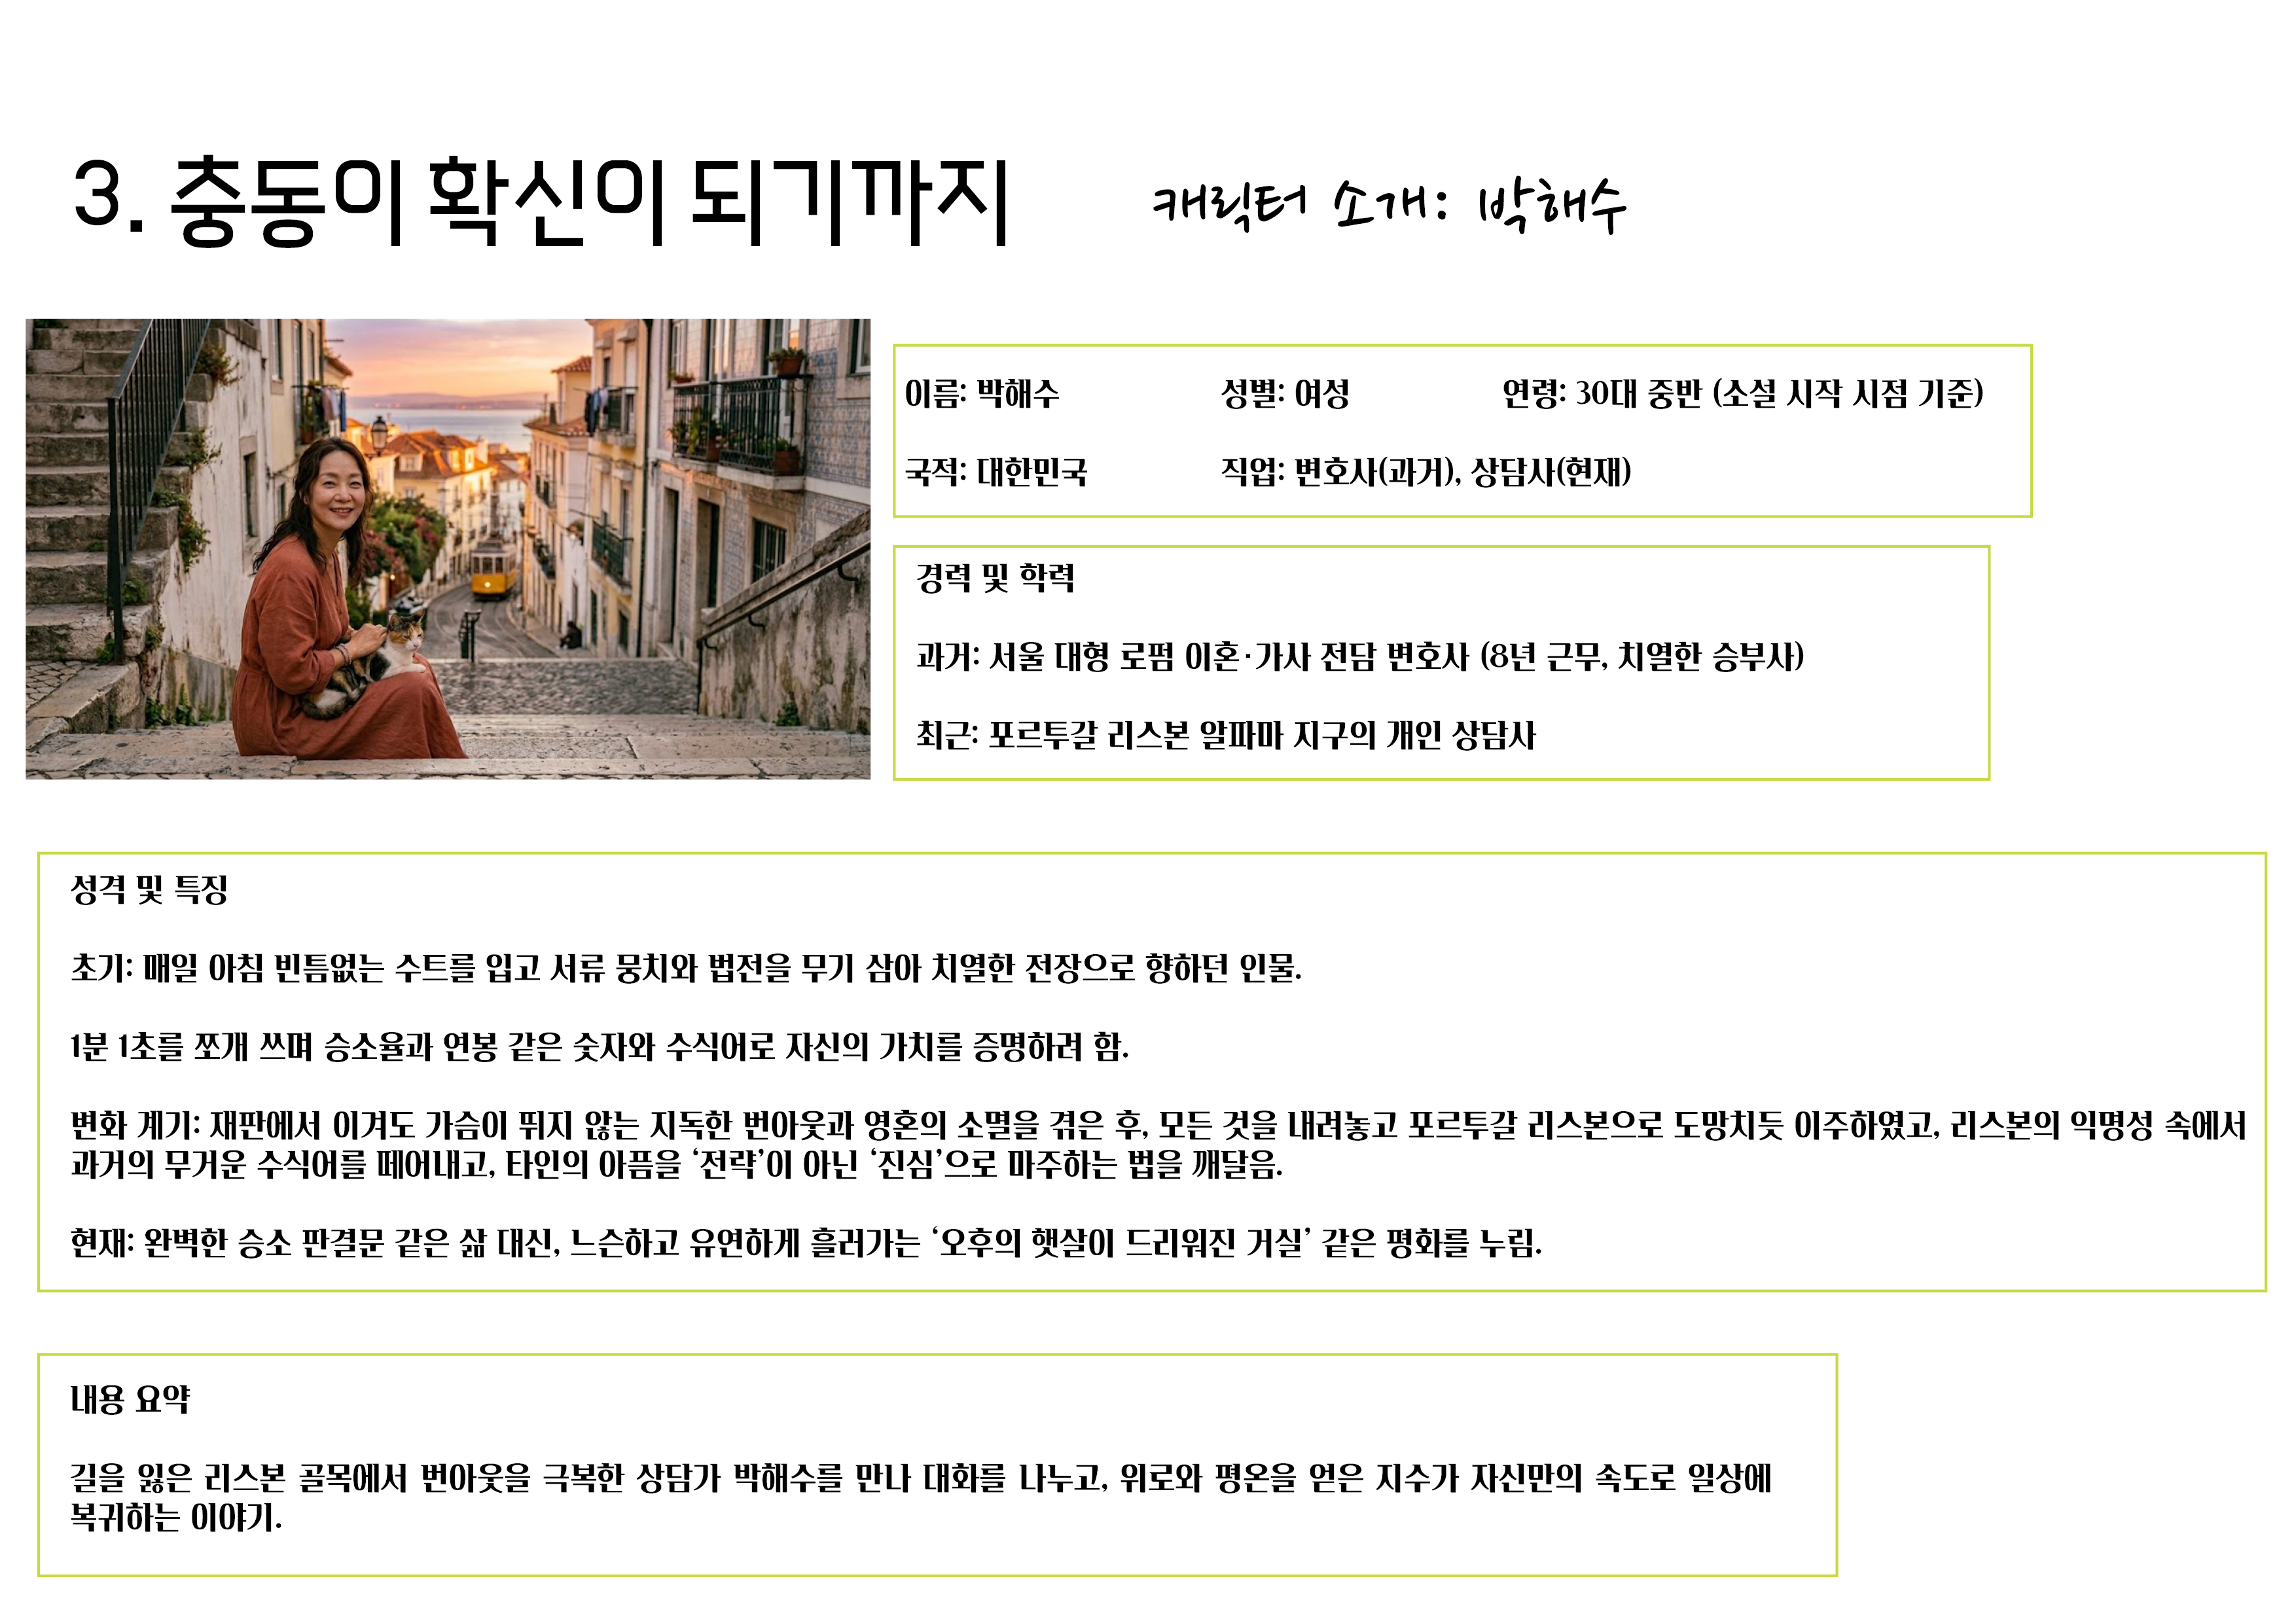 3. 충동이 확신이 되기까지
캐릭터 소개: 박해수
이름: 박해수 성별: 여성 연령: 30대 중반 (소설 시작 시점 기준)
국적: 대한민국 직업: 변호사(과거), 상담사(현재)
경력 및 학력
과거: 서울 대형 로펌 이혼·가사 전담 변호사 (8년 근무, 치열한 승부사)
최근: 포르투갈 리스본 알파마 지구의 개인 상담사
성격 및 특징
초기: 매일 아침 빈틈없는 수트를 입고 서류 뭉치와 법전을 무기 삼아 치열한 전장으로 향하던 인물.
1분 1초를 쪼개 쓰며 승소율과 연봉 같은 숫자와 수식어로 자신의 가치를 증명하려 함.
변화 계기: 재판에서 이겨도 가슴이 뛰지 않는 지독한 번아웃과 영혼의 소멸을 겪은 후, 모든 것을 내려놓고 포르투갈 리스본으로 도망치듯 이주하였고, 리스본의 익명성 속에서
과거의 무거운 수식어를 떼어내고, 타인의 아픔을 ‘전략’이 아닌 ‘진심’으로 마주하는 법을 깨달음.
현재: 완벽한 승소 판결문 같은 삶 대신, 느슨하고 유연하게 흘러가는 ‘오후의 햇살이 드리워진 거실’ 같은 평화를 누림.
내용 요약
길을 잃은 리스본 골목에서 번아웃을 극복한 상담가 박해수를 만나 대화를 나누고, 위로와 평온을 얻은 지수가 자신만의 속도로 일상에
복귀하는 이야기.